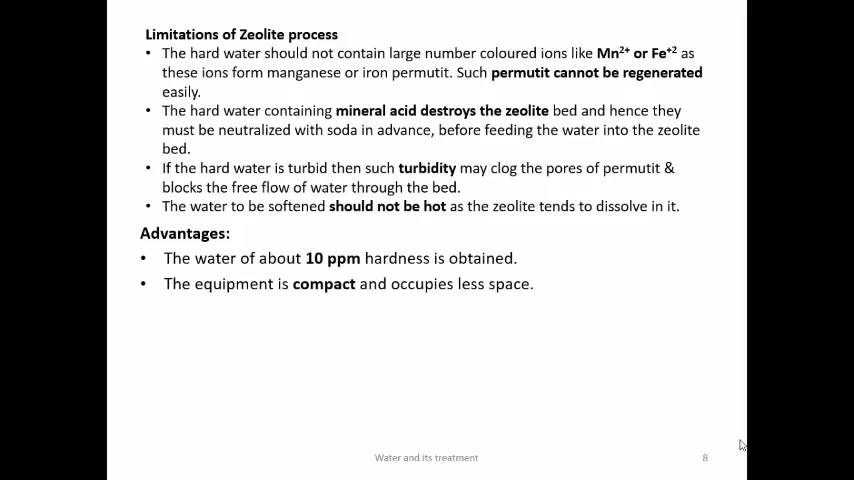 Limitations of Zeolite process
• The hard water should not contain large number coloured ions like Mn²⁺ or Fe⁺² as
these ions form manganese or iron permutit. Such permutit cannot be regenerated
easily.
• The hard water containing mineral acid destroys the zeolite bed and hence they
must be neutralized with soda in advance, before feeding the water into the zeolite
bed.
• If the hard water is turbid then such turbidity may clog the pores of permutit &
blocks the free flow of water through the bed.
• The water to be softened should not be hot as the zeolite tends to dissolve in it.
Advantages:
• The water of about 10 ppm hardness is obtained.
• The equipment is compact and occupies less space.
Water and its treatment 8